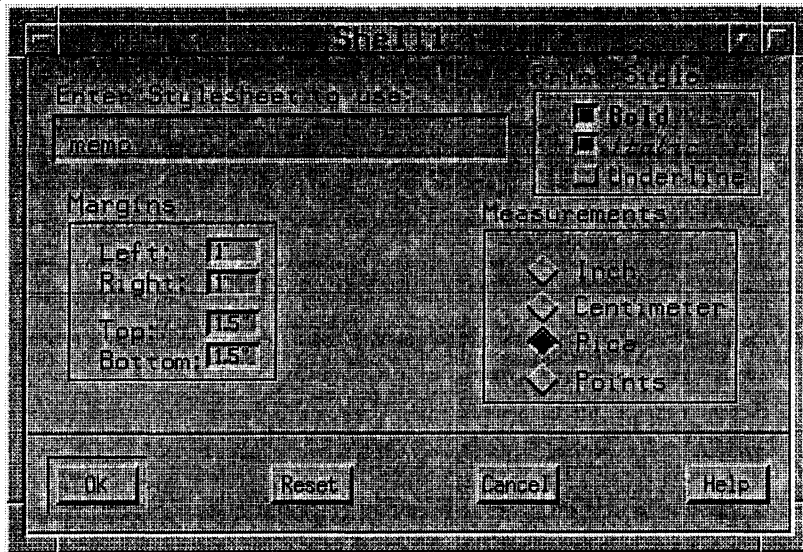 Shell1
Enter Stylesheet to use:
memo
Print Style
Bold
Italic
Underline
Margins
Left: 1"
Right: 1"
Top: 1.5"
Bottom: 1.5"
Measurements
Inch
Centimeter
Pica
Points
OK
Reset
Cancel
Help